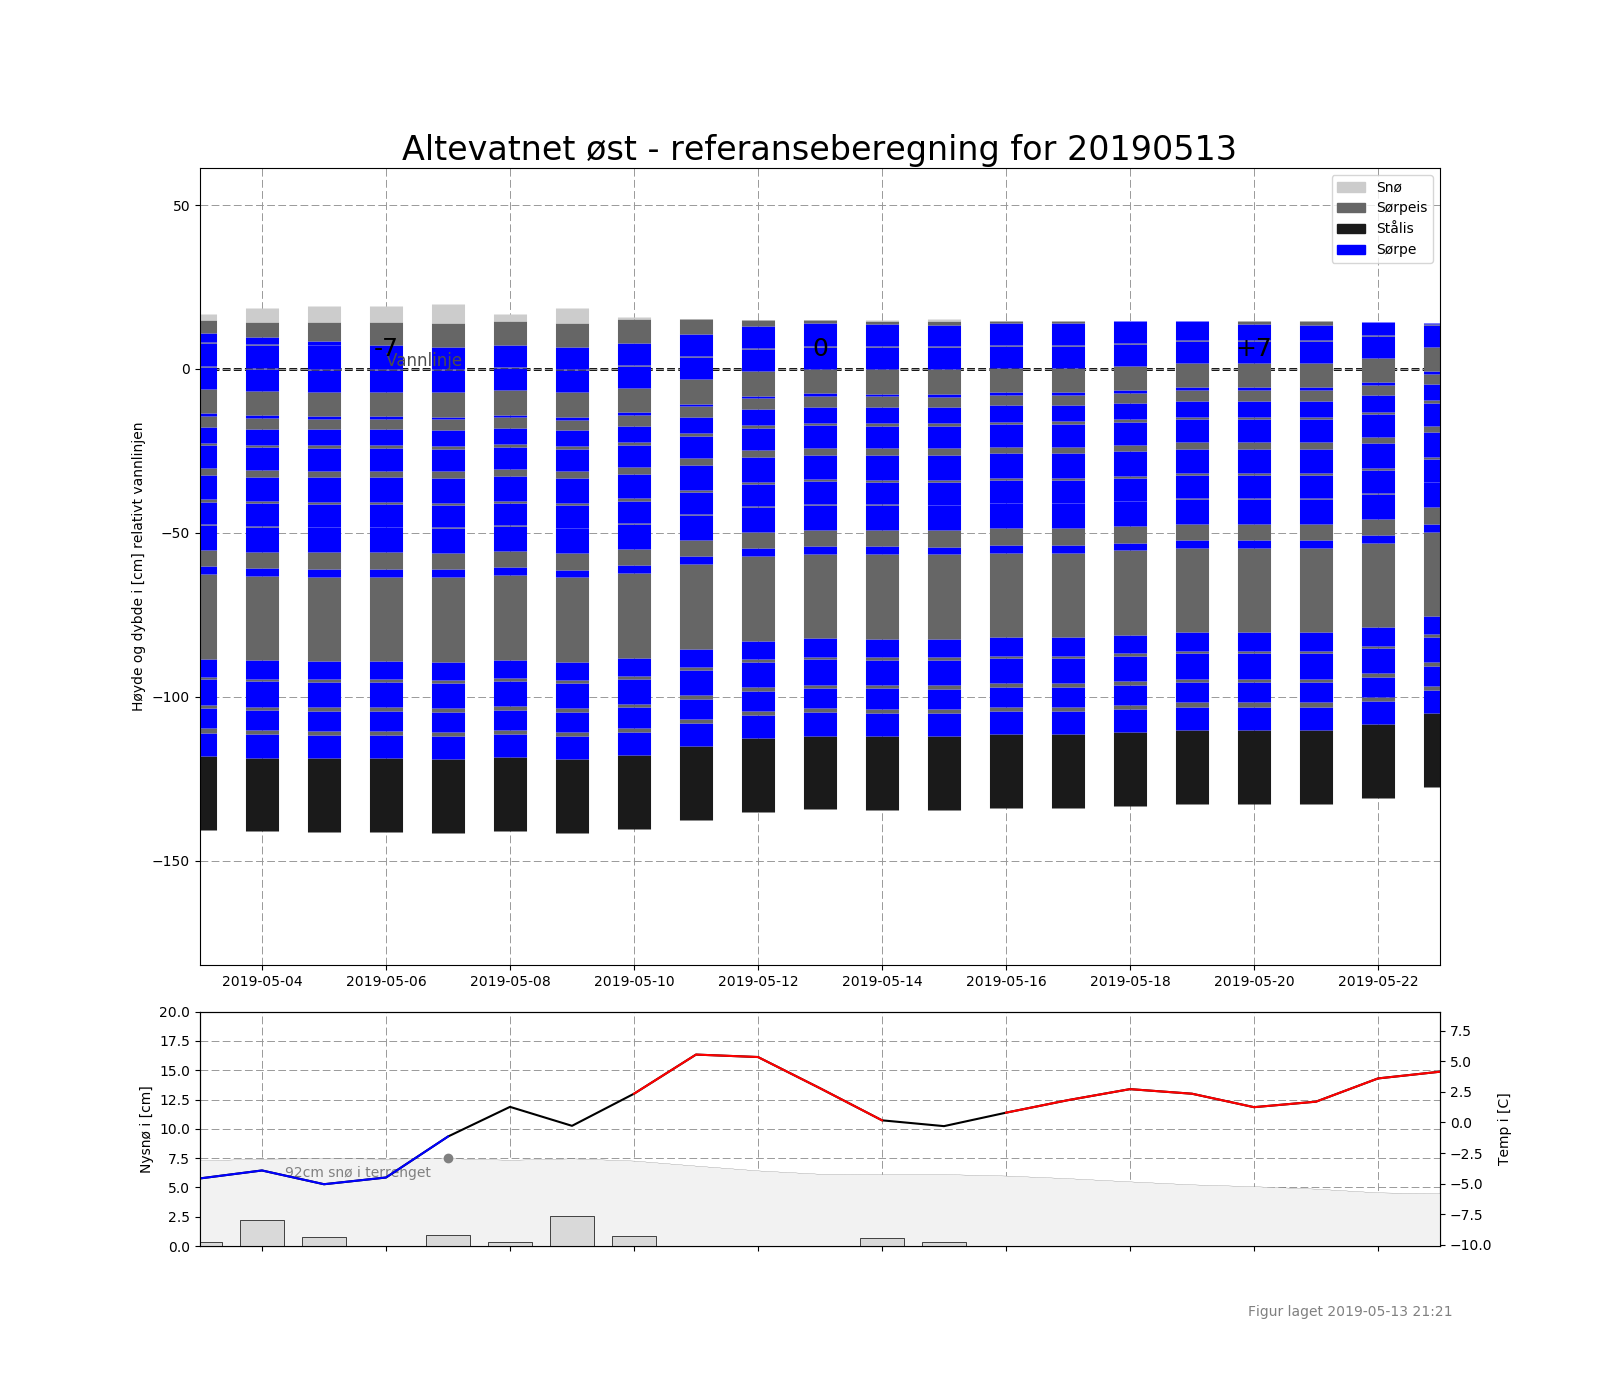 Altevatnet øst - referanseberegning for 20190513
Snø
Sørpeis
Stålis
Sørpe
50
0
−50
−100
−150
Høyde og dybde i [cm] relativt vannlinjen
-7
0
+7
Vannlinje
2019-05-04 2019-05-06 2019-05-08 2019-05-10 2019-05-12 2019-05-14 2019-05-16 2019-05-18 2019-05-20 2019-05-22
20.0
17.5
15.0
12.5
10.0
7.5
5.0
2.5
0.0
Nysnø i [cm]
92cm snø i terrenget
7.5
5.0
2.5
0.0
−2.5
−5.0
−7.5
−10.0
Temp i [C]
Figur laget 2019-05-13 21:21